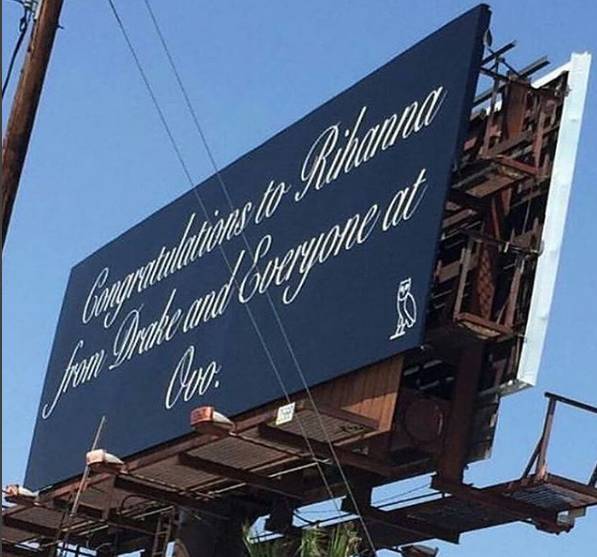 Congratulations to Rihanna
from Drake and Everyone at
Ovo.